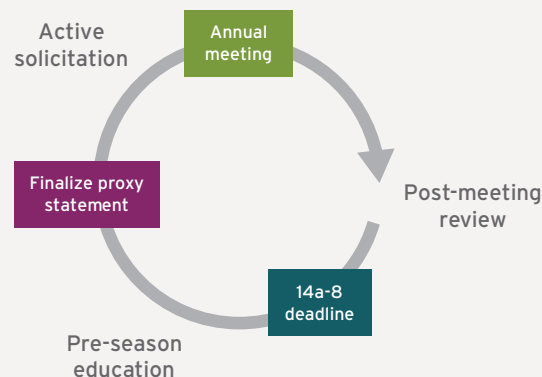 Active
solicitation
Annual
meeting
Finalize proxy
statement
Post-meeting
review
14a-8
deadline
Pre-season
education